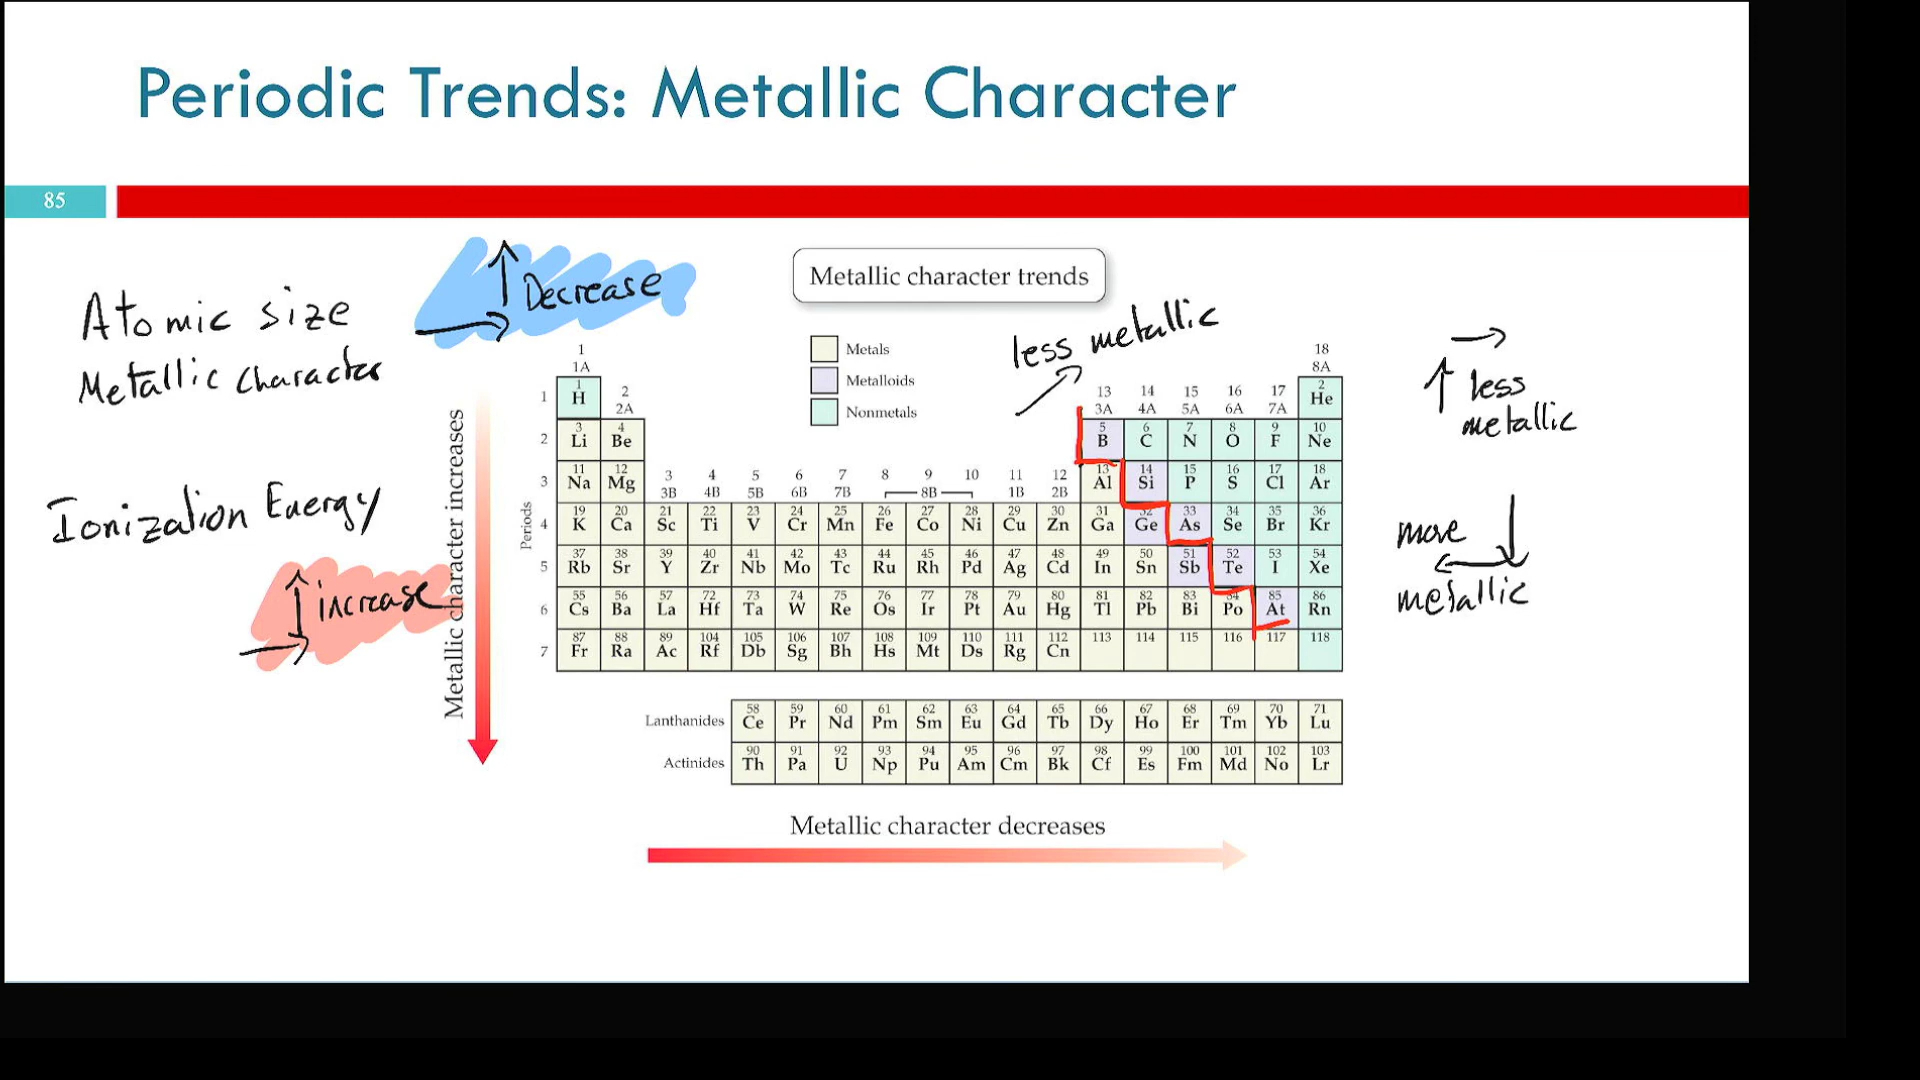 Periodic Trends: Metallic Character
85
Atomic size
Metallic character
Decrease
Ionization Energy
increase
Metallic character trends
less metallic
less
metallic
more
metallic
Metals
Metalloids
Nonmetals
Metallic character increases
Periods
1 18
1A 8A
1 2
1 H 2 He
2 13 14 15 16 17
2A 3A 4A 5A 6A 7A
3 4 5 6 7 8 9 10
2 Li Be B C N O F Ne
11 12 13 14 15 16 17 18
3 Na Mg Al Si P S Cl Ar
3 4 5 6 7 8 9 10 11 12
3B 4B 5B 6B 7B 8B 1B 2B
19 20 21 22 23 24 25 26 27 28 29 30 31 32 33 34 35 36
4 K Ca Sc Ti V Cr Mn Fe Co Ni Cu Zn Ga Ge As Se Br Kr
37 38 39 40 41 42 43 44 45 46 47 48 49 50 51 52 53 54
5 Rb Sr Y Zr Nb Mo Tc Ru Rh Pd Ag Cd In Sn Sb Te I Xe
55 56 57 72 73 74 75 76 77 78 79 80 81 82 83 84 85 86
6 Cs Ba La Hf Ta W Re Os Ir Pt Au Hg Tl Pb Bi Po At Rn
87 88 89 104 105 106 107 108 109 110 111 112 113 114 115 116 117 118
7 Fr Ra Ac Rf Db Sg Bh Hs Mt Ds Rg Cn
58 59 60 61 62 63 64 65 66 67 68 69 70 71
Lanthanides Ce Pr Nd Pm Sm Eu Gd Tb Dy Ho Er Tm Yb Lu
90 91 92 93 94 95 96 97 98 99 100 101 102 103
Actinides Th Pa U Np Pu Am Cm Bk Cf Es Fm Md No Lr
Metallic character decreases